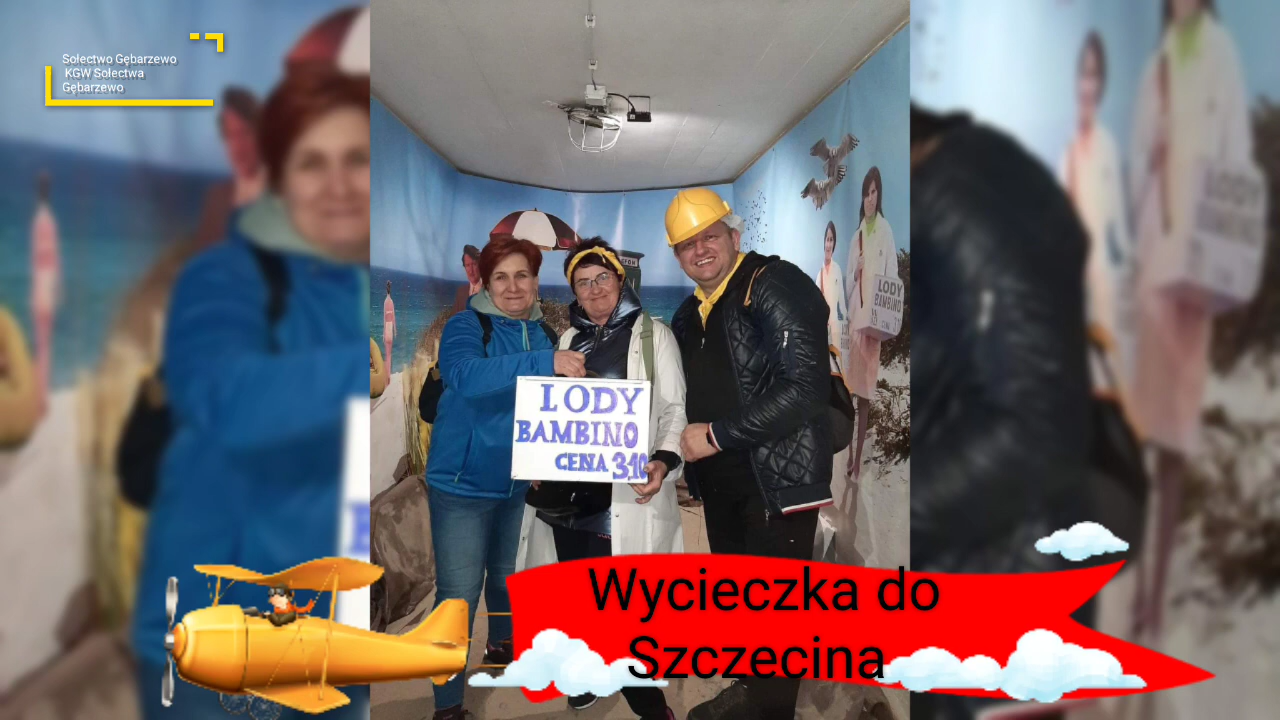 Sołectwo Gębarzewo
KGW Sołectwa
Gębarzewo
LODY
BAMBINO
LODY
BAMBINO
CENA 3,10
Wycieczka do
Szczecina